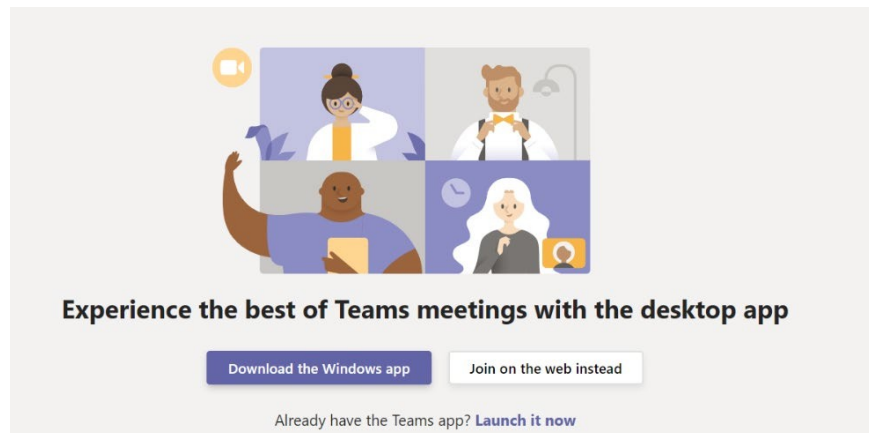 Experience the best of Teams meetings with the desktop app
Download the Windows app
Join on the web instead
Already have the Teams app? Launch it now